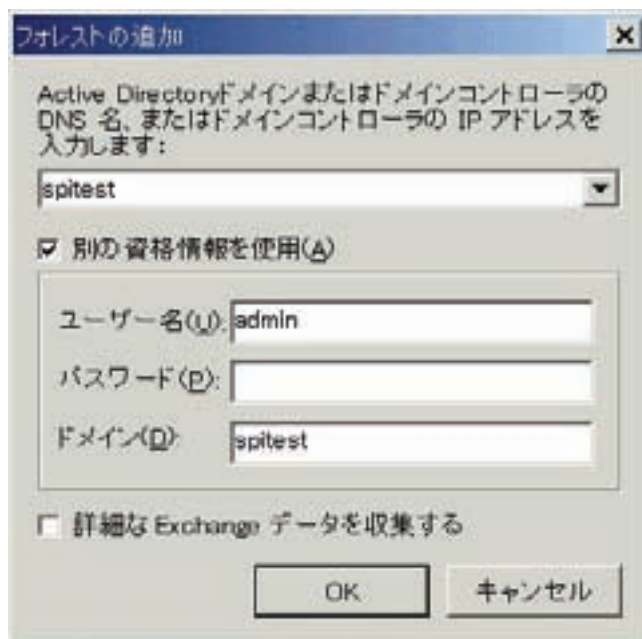 フォレストの追加
Active Directoryドメインまたはドメインコントローラの
DNS 名、またはドメインコントローラの IP アドレスを
入力します:
spitest
別の資格情報を使用(A)
ユーザー名(U): admin
パスワード(P):
ドメイン(D): spitest
詳細な Exchange データを収集する
OK キャンセル